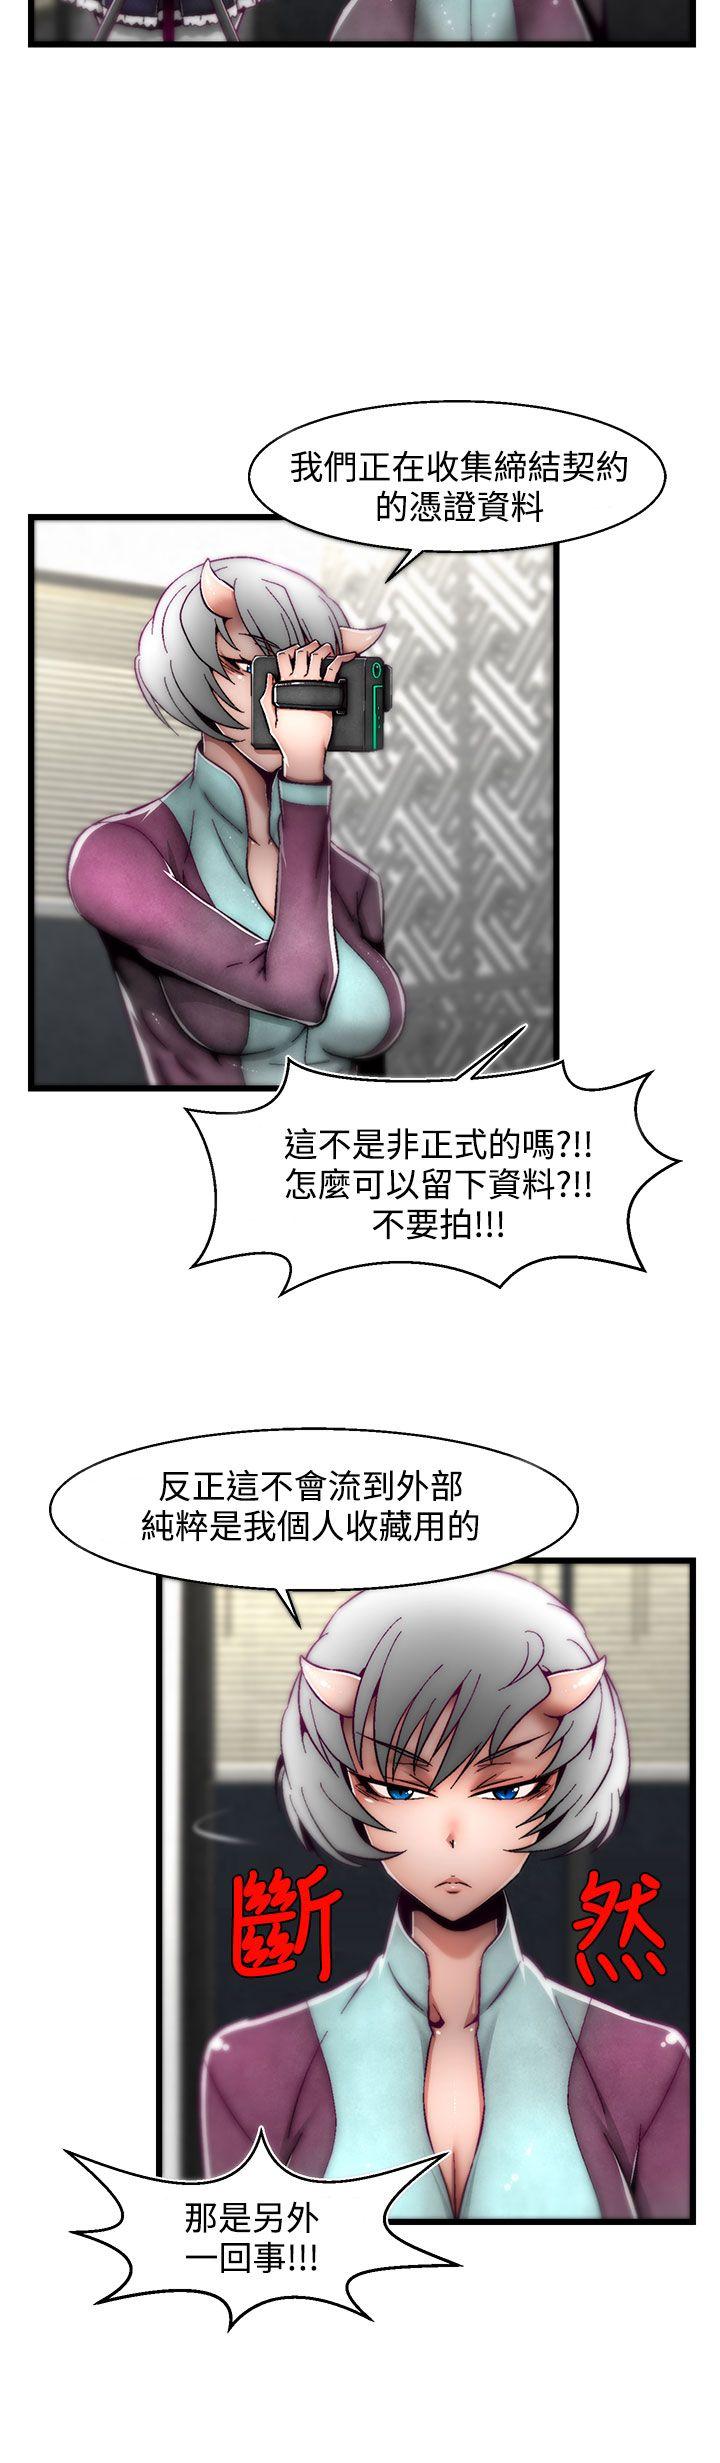 我們正在收集締結契約
的憑證資料
這不是非正式的嗎?!!
怎麼可以留下資料?!!
不要拍!!!
反正這不會流到外部
純粹是我個人收藏用的
斷然
那是另外
一回事!!!